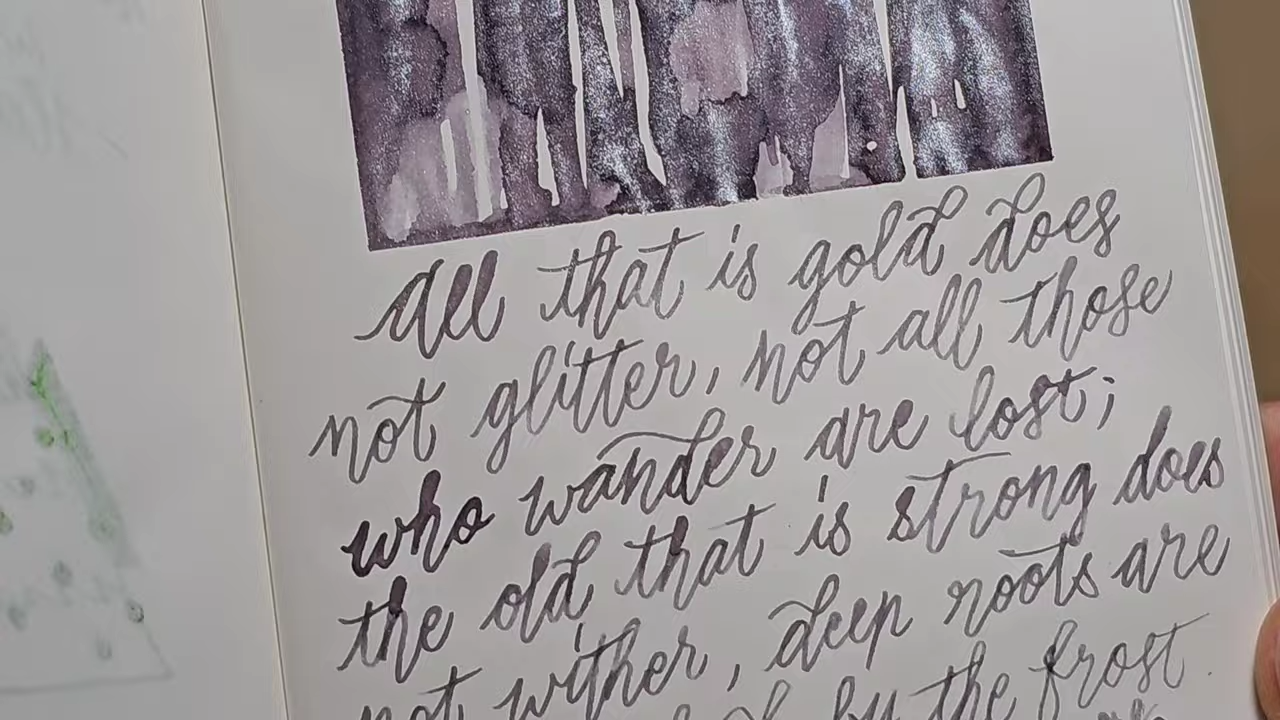 all that is gold does
not glitter, not all those
who wander are lost;
the old that is strong does
not wither, deep roots are
by the frost.